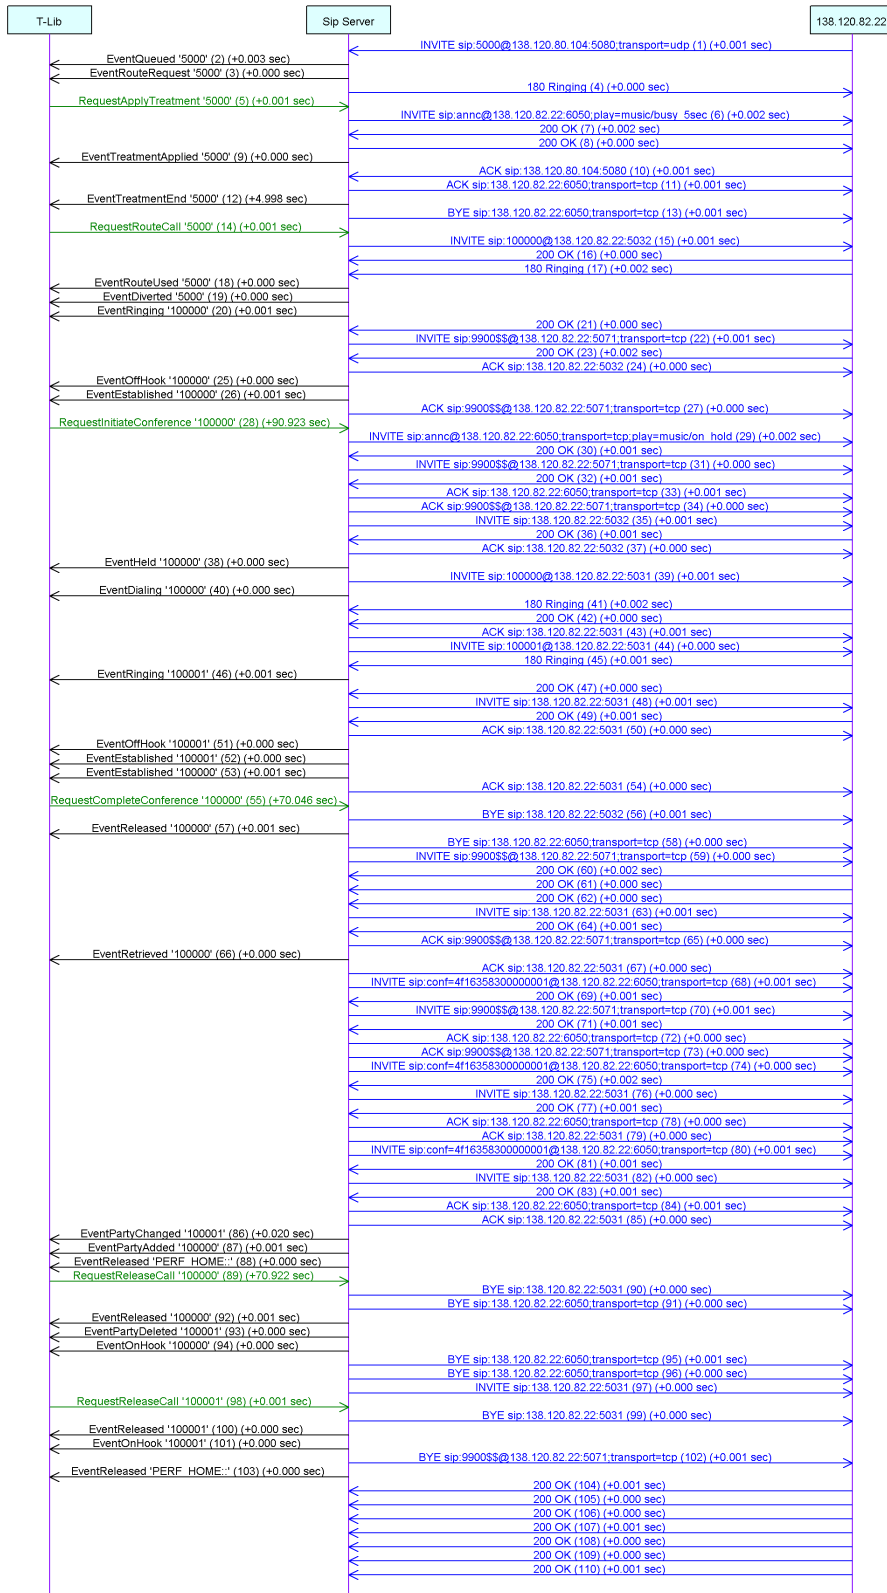 T-Lib
Sip Server
138.120.82.22
INVITE sip:5000@138.120.80.104:5080;transport=udp (1) (+0.001 sec)
EventQueued '5000' (2) (+0.003 sec)
EventRouteRequest '5000' (3) (+0.000 sec)
180 Ringing (4) (+0.000 sec)
RequestApplyTreatment '5000' (5) (+0.001 sec)
INVITE sip:annc@138.120.82.22:6050;play=music/busy_5sec (6) (+0.002 sec)
200 OK (7) (+0.002 sec)
200 OK (8) (+0.000 sec)
EventTreatmentApplied '5000' (9) (+0.000 sec)
ACK sip:138.120.80.104:5080 (10) (+0.001 sec)
ACK sip:138.120.82.22:6050;transport=tcp (11) (+0.001 sec)
EventTreatmentEnd '5000' (12) (+4.998 sec)
BYE sip:138.120.82.22:6050;transport=tcp (13) (+0.001 sec)
RequestRouteCall '5000' (14) (+0.001 sec)
INVITE sip:100000@138.120.82.22:5032 (15) (+0.001 sec)
200 OK (16) (+0.000 sec)
180 Ringing (17) (+0.002 sec)
EventRouteUsed '5000' (18) (+0.000 sec)
EventDiverted '5000' (19) (+0.000 sec)
EventRinging '100000' (20) (+0.001 sec)
200 OK (21) (+0.000 sec)
INVITE sip:9900$$@138.120.82.22:5071;transport=tcp (22) (+0.001 sec)
200 OK (23) (+0.002 sec)
ACK sip:138.120.82.22:5032 (24) (+0.000 sec)
EventOffHook '100000' (25) (+0.000 sec)
EventEstablished '100000' (26) (+0.001 sec)
ACK sip:9900$$@138.120.82.22:5071;transport=tcp (27) (+0.000 sec)
RequestInitiateConference '100000' (28) (+90.923 sec)
INVITE sip:annc@138.120.82.22:6050;transport=tcp;play=music/on_hold (29) (+0.002 sec)
200 OK (30) (+0.001 sec)
INVITE sip:9900$$@138.120.82.22:5071;transport=tcp (31) (+0.000 sec)
200 OK (32) (+0.001 sec)
ACK sip:138.120.82.22:6050;transport=tcp (33) (+0.001 sec)
ACK sip:9900$$@138.120.82.22:5071;transport=tcp (34) (+0.000 sec)
INVITE sip:138.120.82.22:5032 (35) (+0.001 sec)
200 OK (36) (+0.001 sec)
ACK sip:138.120.82.22:5032 (37) (+0.000 sec)
EventHeld '100000' (38) (+0.000 sec)
INVITE sip:100000@138.120.82.22:5031 (39) (+0.001 sec)
EventDialing '100000' (40) (+0.000 sec)
180 Ringing (41) (+0.002 sec)
200 OK (42) (+0.000 sec)
ACK sip:138.120.82.22:5031 (43) (+0.001 sec)
INVITE sip:100001@138.120.82.22:5031 (44) (+0.000 sec)
180 Ringing (45) (+0.001 sec)
EventRinging '100001' (46) (+0.001 sec)
200 OK (47) (+0.000 sec)
INVITE sip:138.120.82.22:5031 (48) (+0.001 sec)
200 OK (49) (+0.001 sec)
ACK sip:138.120.82.22:5031 (50) (+0.000 sec)
EventOffHook '100001' (51) (+0.000 sec)
EventEstablished '100001' (52) (+0.000 sec)
EventEstablished '100000' (53) (+0.001 sec)
ACK sip:138.120.82.22:5031 (54) (+0.000 sec)
RequestCompleteConference '100000' (55) (+70.046 sec)
BYE sip:138.120.82.22:5032 (56) (+0.001 sec)
EventReleased '100000' (57) (+0.001 sec)
BYE sip:138.120.82.22:6050;transport=tcp (58) (+0.000 sec)
INVITE sip:9900$$@138.120.82.22:5071;transport=tcp (59) (+0.000 sec)
200 OK (60) (+0.002 sec)
200 OK (61) (+0.000 sec)
200 OK (62) (+0.000 sec)
INVITE sip:138.120.82.22:5031 (63) (+0.001 sec)
200 OK (64) (+0.001 sec)
ACK sip:9900$$@138.120.82.22:5071;transport=tcp (65) (+0.000 sec)
EventRetrieved '100000' (66) (+0.000 sec)
ACK sip:138.120.82.22:5031 (67) (+0.000 sec)
INVITE sip:conf=4f16358300000001@138.120.82.22:6050;transport=tcp (68) (+0.001 sec)
200 OK (69) (+0.001 sec)
INVITE sip:9900$$@138.120.82.22:5071;transport=tcp (70) (+0.001 sec)
200 OK (71) (+0.001 sec)
ACK sip:138.120.82.22:6050;transport=tcp (72) (+0.000 sec)
ACK sip:9900$$@138.120.82.22:5071;transport=tcp (73) (+0.000 sec)
INVITE sip:conf=4f16358300000001@138.120.82.22:6050;transport=tcp (74) (+0.000 sec)
200 OK (75) (+0.002 sec)
INVITE sip:138.120.82.22:5031 (76) (+0.000 sec)
200 OK (77) (+0.001 sec)
ACK sip:138.120.82.22:6050;transport=tcp (78) (+0.000 sec)
ACK sip:138.120.82.22:5031 (79) (+0.000 sec)
INVITE sip:conf=4f16358300000001@138.120.82.22:6050;transport=tcp (80) (+0.001 sec)
200 OK (81) (+0.001 sec)
INVITE sip:138.120.82.22:5031 (82) (+0.000 sec)
200 OK (83) (+0.001 sec)
ACK sip:138.120.82.22:6050;transport=tcp (84) (+0.001 sec)
ACK sip:138.120.82.22:5031 (85) (+0.000 sec)
EventPartyChanged '100001' (86) (+0.020 sec)
EventPartyAdded '100000' (87) (+0.001 sec)
EventReleased 'PERF_HOME::' (88) (+0.000 sec)
RequestReleaseCall '100000' (89) (+70.922 sec)
BYE sip:138.120.82.22:5031 (90) (+0.000 sec)
BYE sip:138.120.82.22:6050;transport=tcp (91) (+0.000 sec)
EventReleased '100000' (92) (+0.001 sec)
EventPartyDeleted '100001' (93) (+0.000 sec)
EventOnHook '100000' (94) (+0.000 sec)
BYE sip:138.120.82.22:6050;transport=tcp (95) (+0.001 sec)
BYE sip:138.120.82.22:6050;transport=tcp (96) (+0.000 sec)
INVITE sip:138.120.82.22:5031 (97) (+0.000 sec)
RequestReleaseCall '100001' (98) (+0.001 sec)
BYE sip:138.120.82.22:5031 (99) (+0.000 sec)
EventReleased '100001' (100) (+0.000 sec)
EventOnHook '100001' (101) (+0.000 sec)
BYE sip:9900$$@138.120.82.22:5071;transport=tcp (102) (+0.001 sec)
EventReleased 'PERF_HOME::' (103) (+0.000 sec)
200 OK (104) (+0.001 sec)
200 OK (105) (+0.000 sec)
200 OK (106) (+0.000 sec)
200 OK (107) (+0.001 sec)
200 OK (108) (+0.000 sec)
200 OK (109) (+0.000 sec)
200 OK (110) (+0.001 sec)